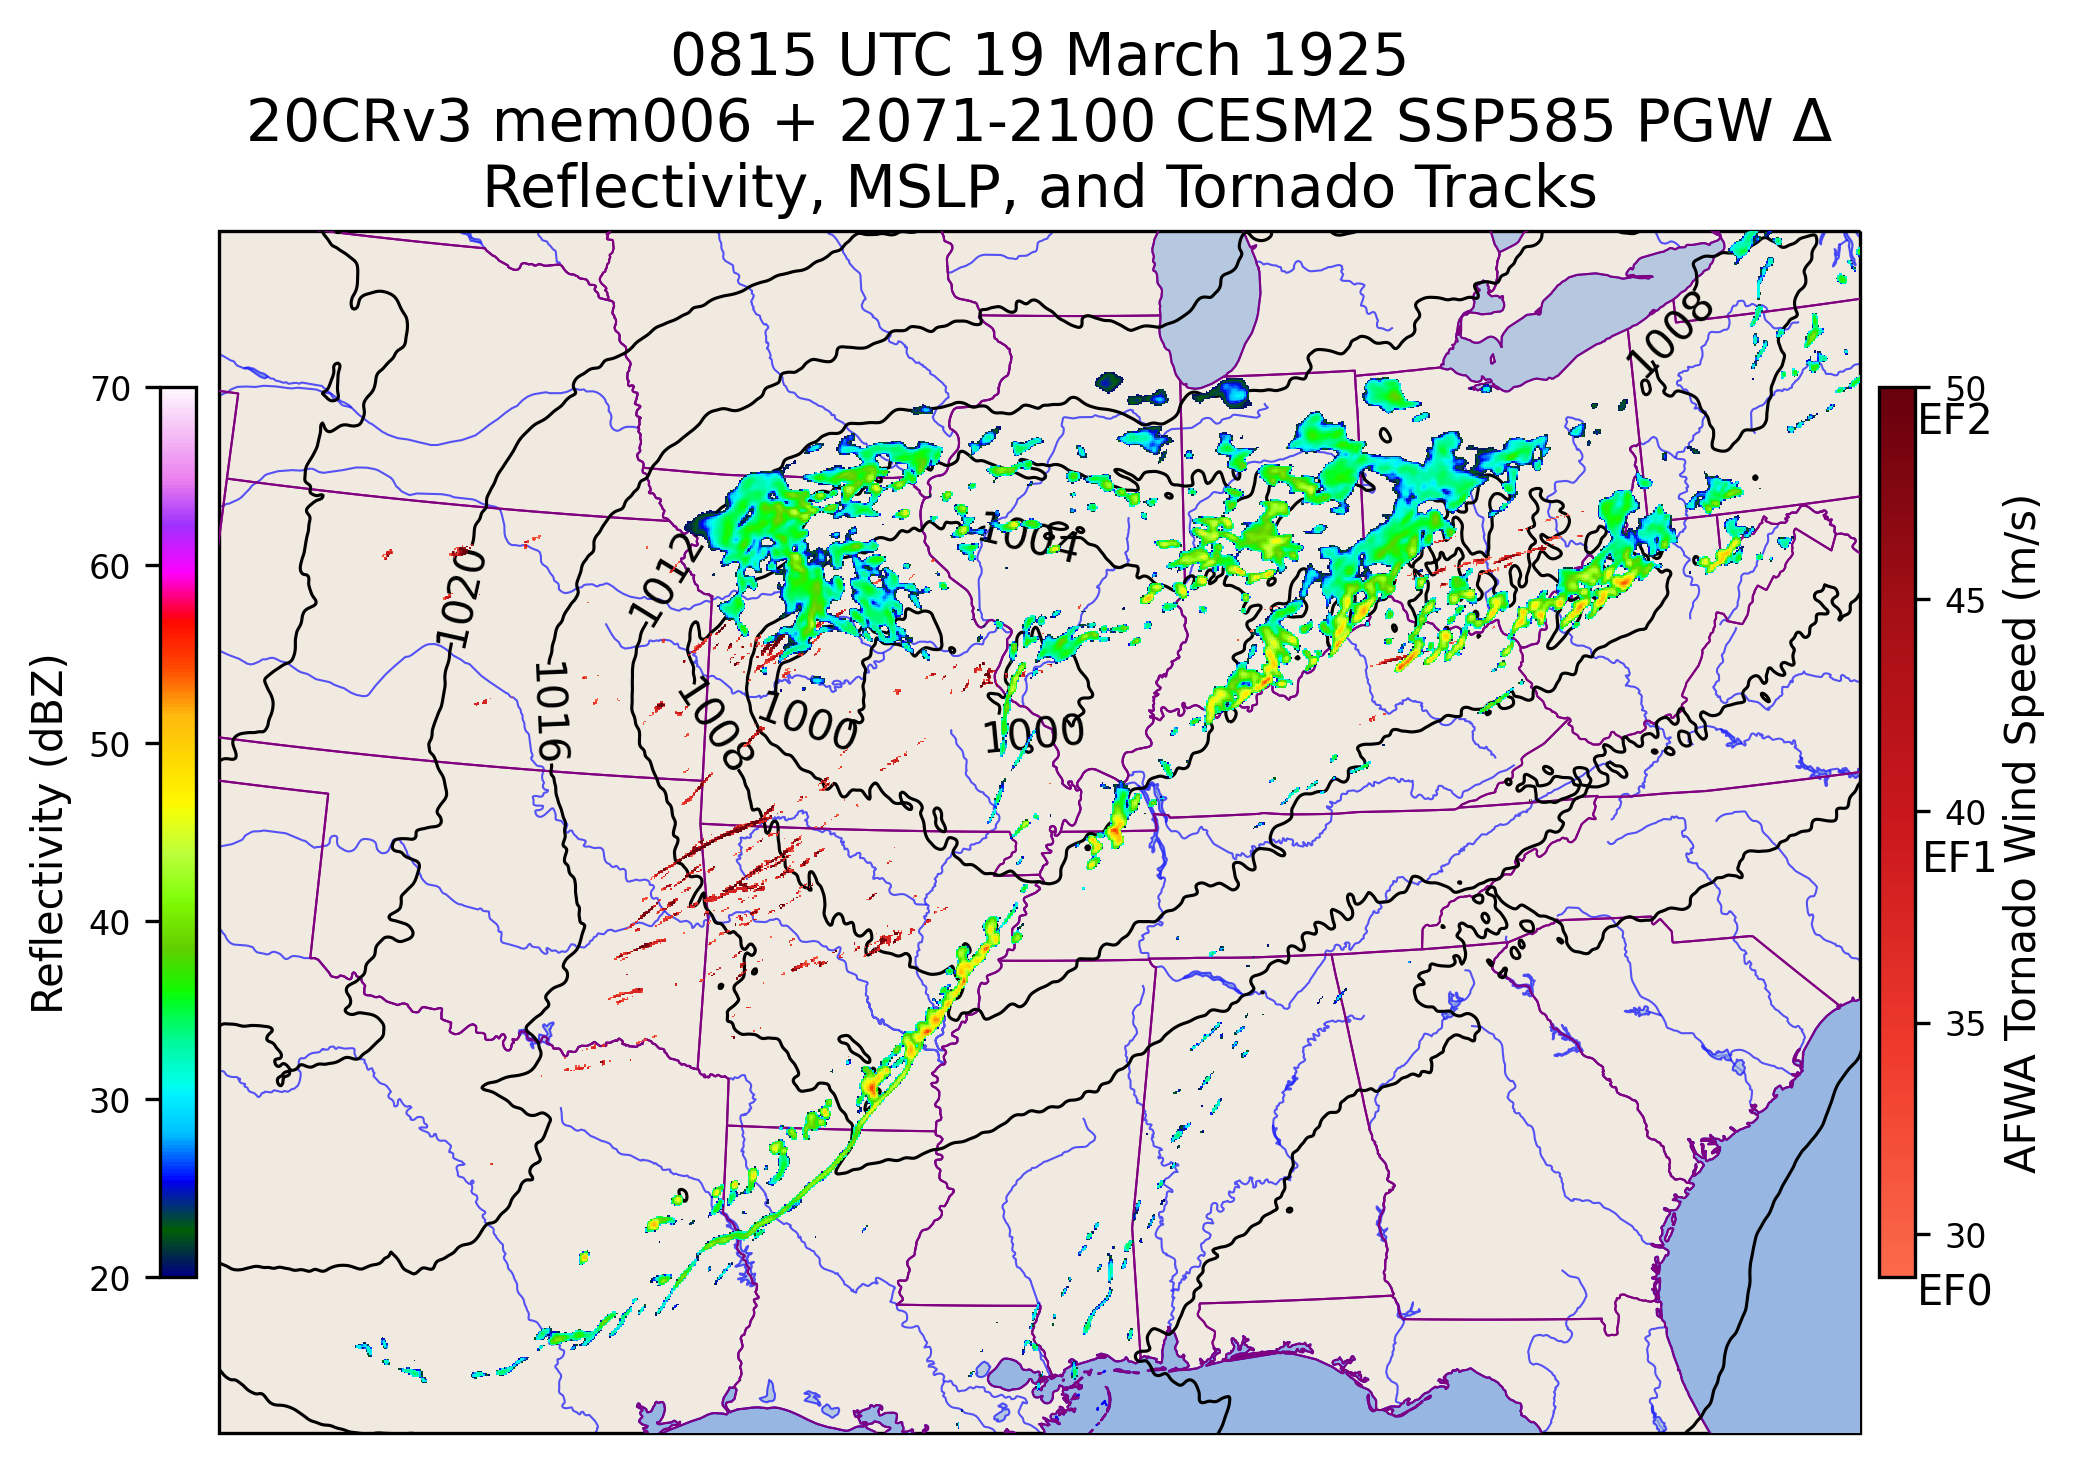 0815 UTC 19 March 1925
20CRv3 mem006 + 2071-2100 CESM2 SSP585 PGW Δ
Reflectivity, MSLP, and Tornado Tracks
Reflectivity (dBZ)
70
60
50
40
30
20
1008
1004
1012
1020
1016
1008
1000
1000
50
EF2
45
40
EF1
35
30
EF0
AFWA Tornado Wind Speed (m/s)